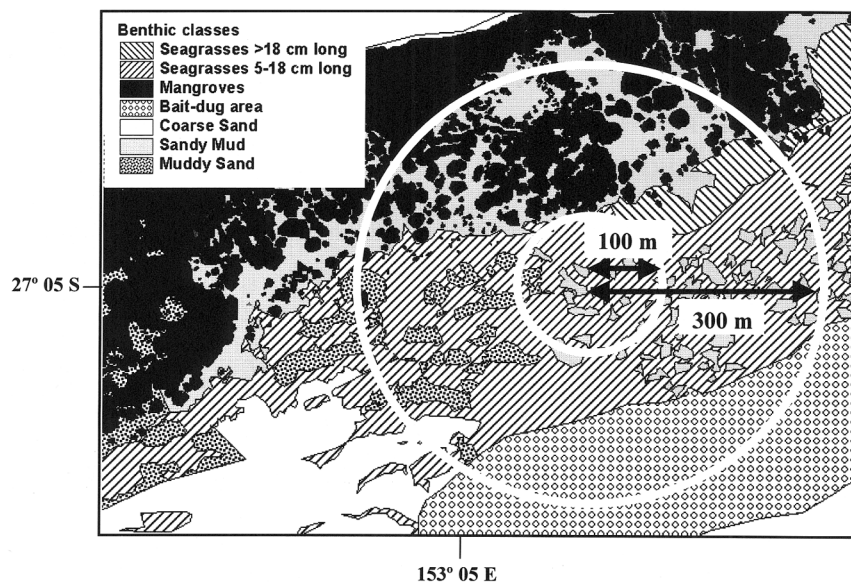 Benthic classes
Seagrasses >18 cm long
Seagrasses 5-18 cm long
Mangroves
Bait-dug area
Coarse Sand
Sandy Mud
Muddy Sand
100 m
27º 05 S
300 m
153º 05 E